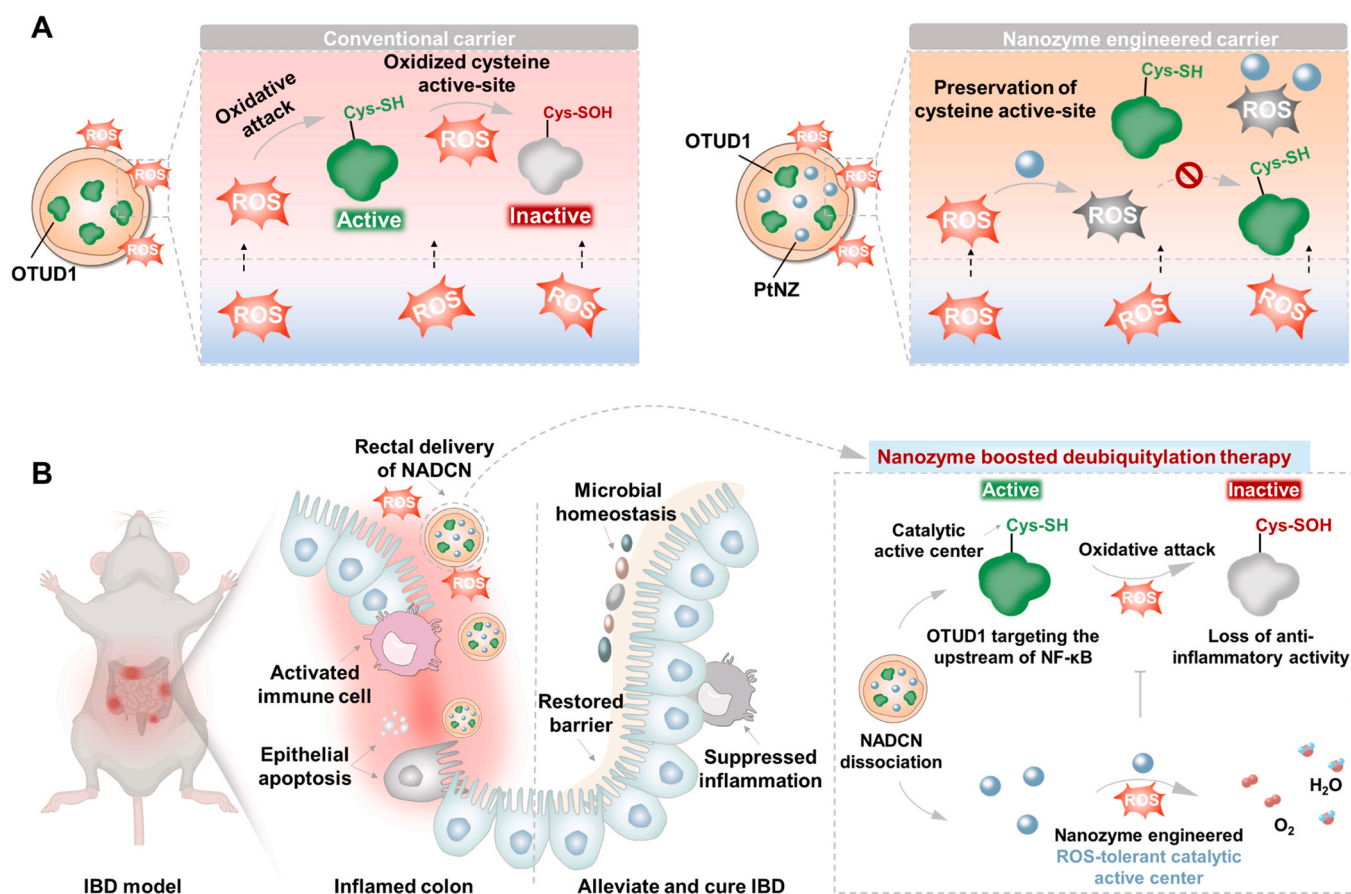 A
Conventional carrier
Oxidative
attack
Cys-SH
Oxidized cysteine
active-site
Cys-SOH
ROS
ROS
ROS
ROS
ROS
Active
Inactive
OTUD1
ROS
ROS
ROS
Nanozyme engineered carrier
Preservation of
cysteine active-site
Cys-SH
ROS
Cys-SH
OTUD1
ROS
ROS
ROS
PtNZ
ROS
ROS
ROS
ROS
ROS
B
Rectal delivery
of NADCN
ROS
ROS
Activated
immune cell
Epithelial
apoptosis
Microbial
homeostasis
Restored
barrier
Suppressed
inflammation
IBD model
Inflamed colon
Alleviate and cure IBD
Nanozyme boosted deubiquitylation therapy
Active
Inactive
Catalytic
active center
Cys-SH
Cys-SOH
Oxidative attack
ROS
OTUD1 targeting the
upstream of NF-κB
Loss of anti-
inflammatory activity
NADCN
dissociation
ROS
H2O
O2
Nanozyme engineered
ROS-tolerant catalytic
active center